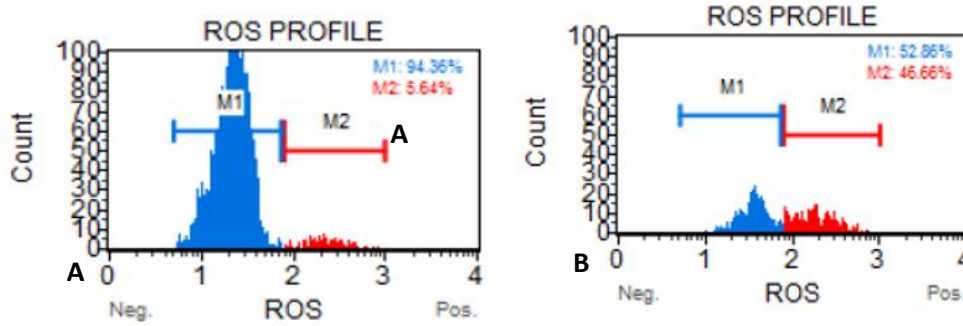 ROS PROFILE
100
90
80
70
60
50
40
30
20
10
0
Count
M1: 94.36%
M2: 5.64%
M1
M2
A
A
0 1 2 3 4
Neg. ROS Pos.
ROS PROFILE
100
90
80
70
60
50
40
30
20
10
0
Count
M1: 52.86%
M2: 46.66%
M1
M2
B
0 1 2 3 4
Neg. ROS Pos.